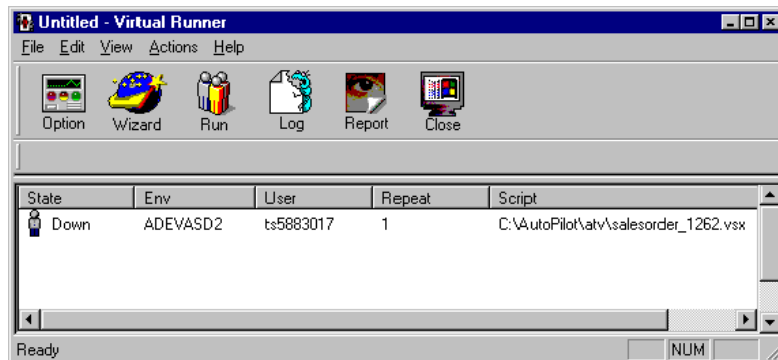 Untitled - Virtual Runner
File Edit View Actions Help
Option Wizard Run Log Report Close
State Env User Repeat Script
Down ADEVASD2 ts5883017 1 C:\AutoPilot\atv\salesorder_1262.vsx
Ready NUM